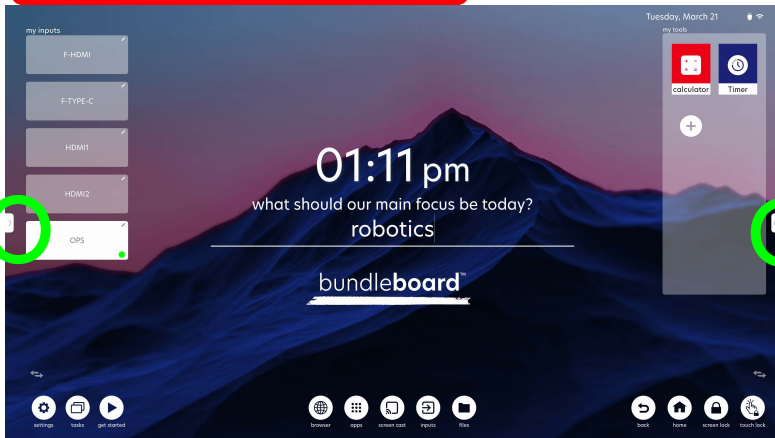 Tuesday, March 21
my inputs
F-HDMI
F-TYPE-C
HDMI1
HDMI2
OPS
my tools
calculator
Timer
01:11 pm
what should our main focus be today?
robotics
bundleboard™
settings
tasks
get started
browser
apps
screen cast
inputs
files
back
home
screen lock
touch lock